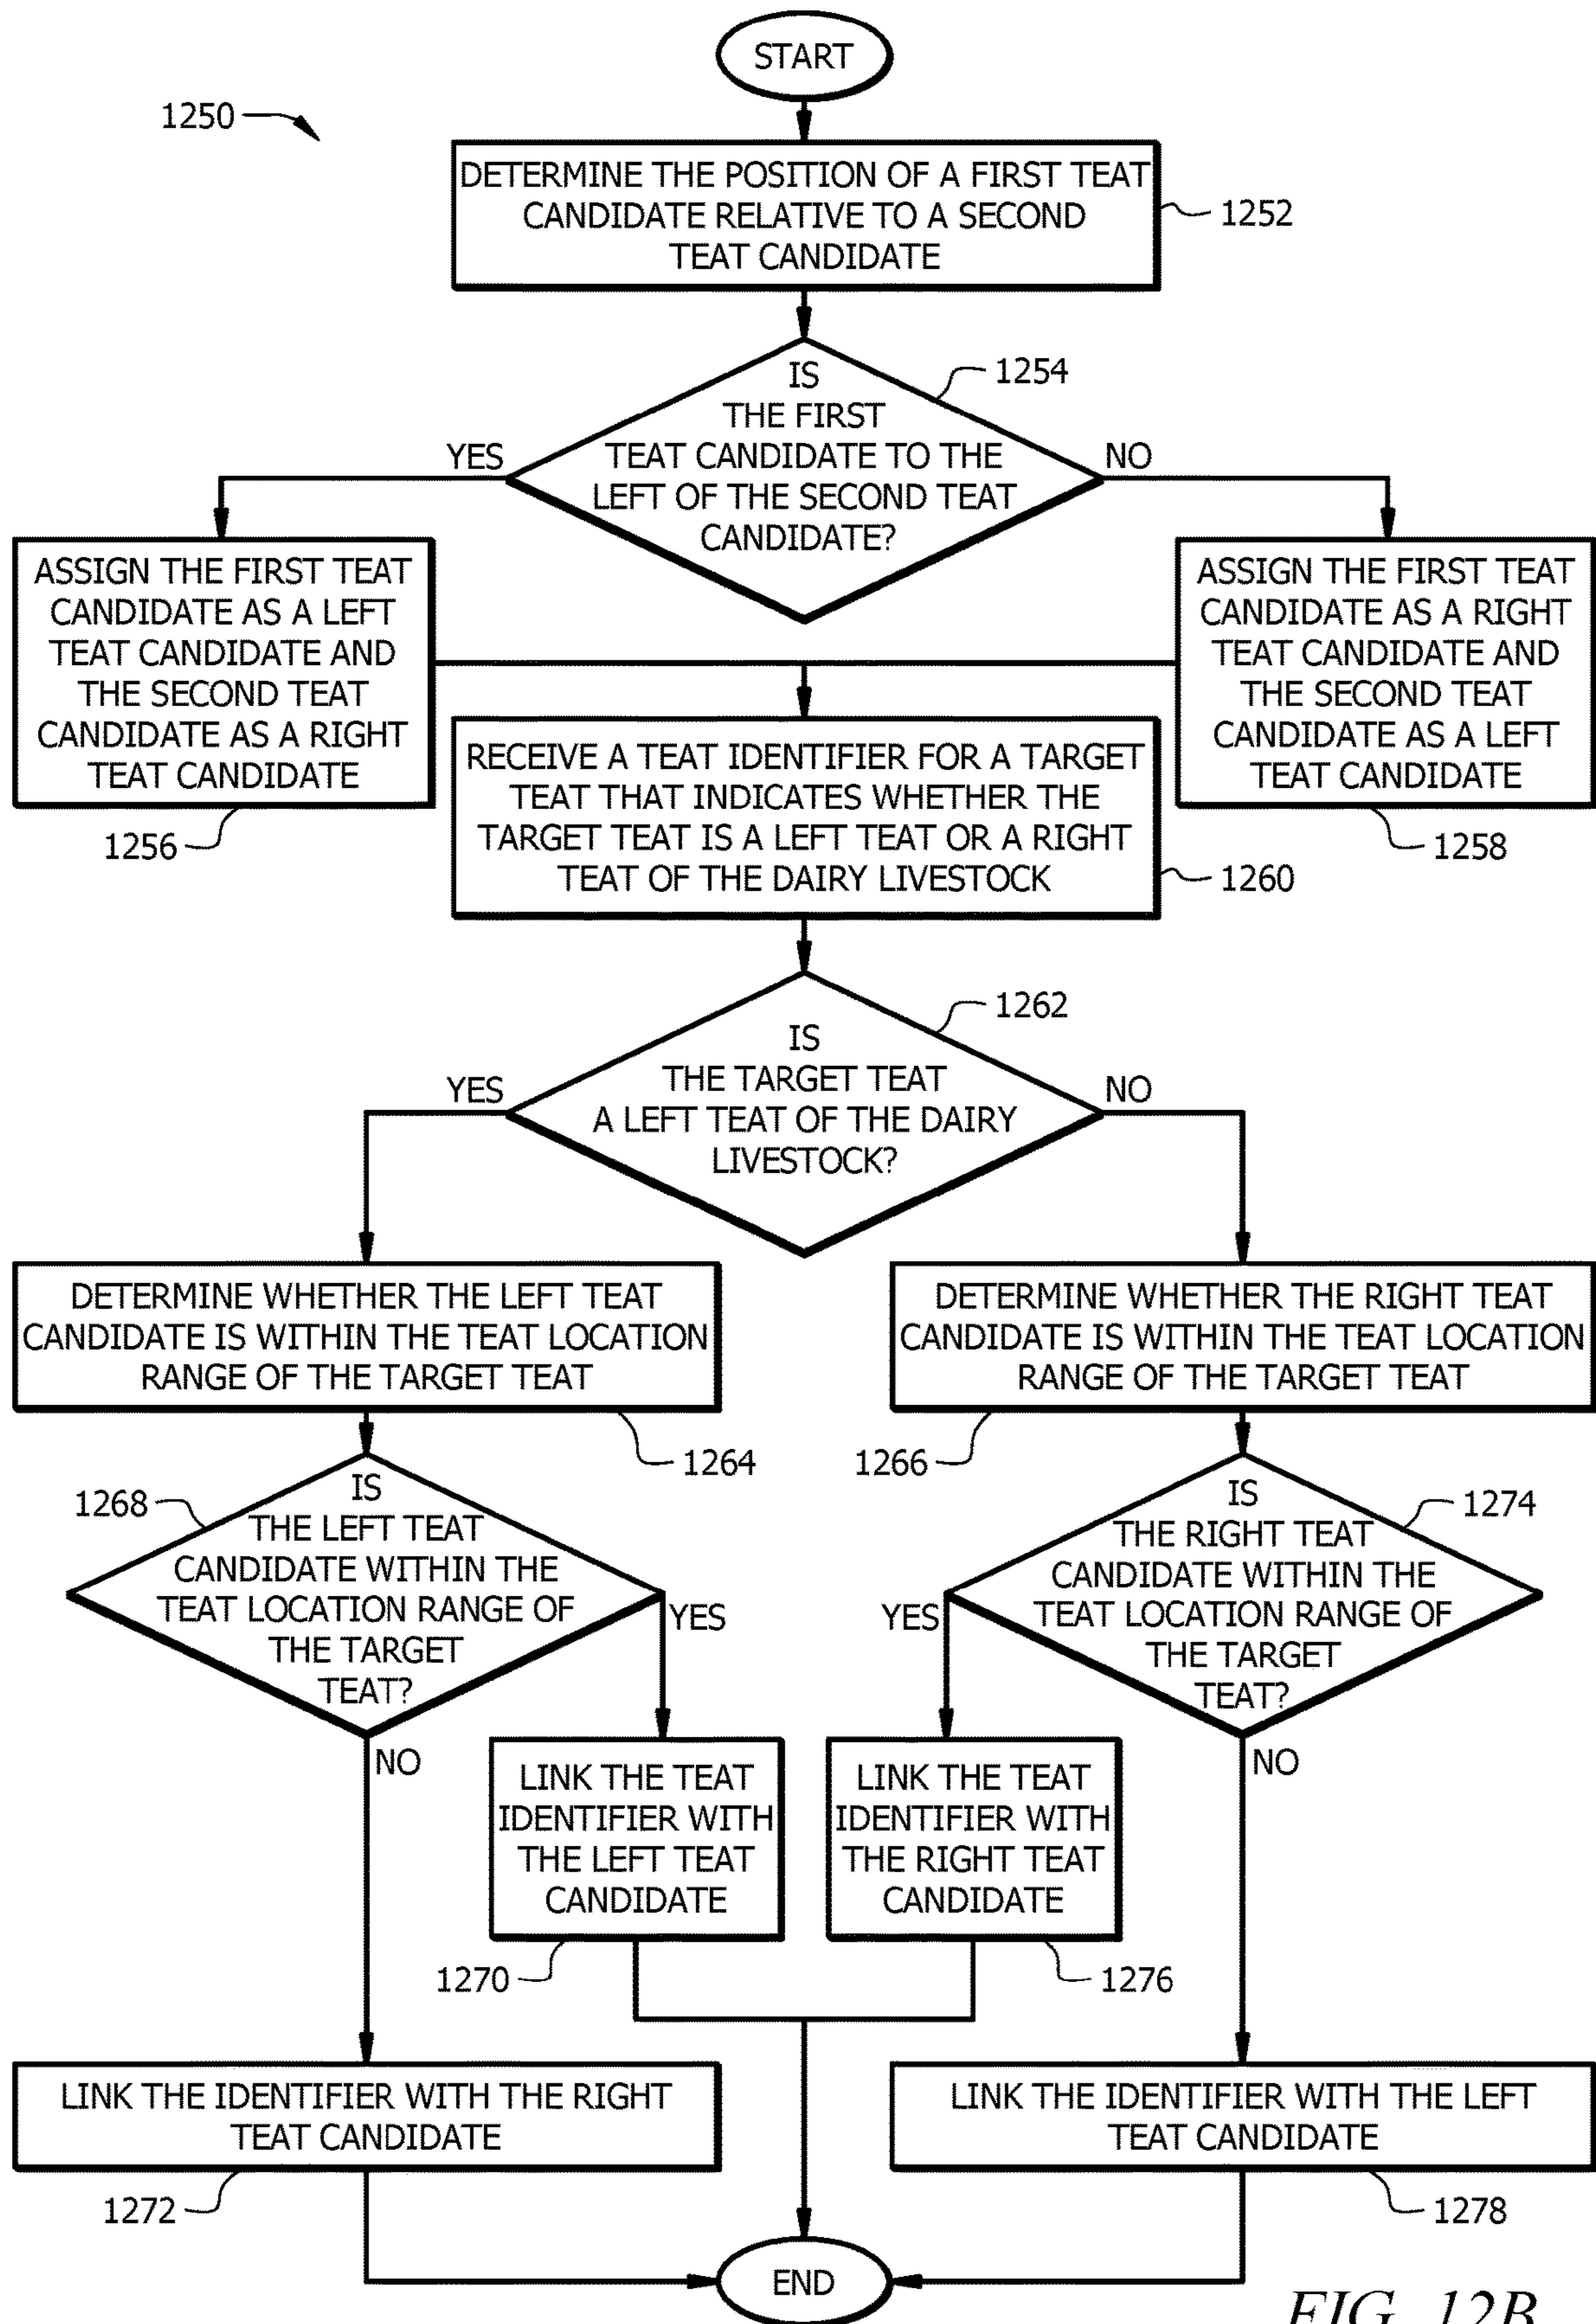 START
1250
DETERMINE THE POSITION OF A FIRST TEAT
CANDIDATE RELATIVE TO A SECOND
TEAT CANDIDATE
1252
IS
THE FIRST
TEAT CANDIDATE TO THE
LEFT OF THE SECOND TEAT
CANDIDATE?
1254
YES
NO
ASSIGN THE FIRST TEAT
CANDIDATE AS A LEFT
TEAT CANDIDATE AND
THE SECOND TEAT
CANDIDATE AS A RIGHT
TEAT CANDIDATE
1256
ASSIGN THE FIRST TEAT
CANDIDATE AS A RIGHT
TEAT CANDIDATE AND
THE SECOND TEAT
CANDIDATE AS A LEFT
TEAT CANDIDATE
1258
RECEIVE A TEAT IDENTIFIER FOR A TARGET
TEAT THAT INDICATES WHETHER THE
TARGET TEAT IS A LEFT TEAT OR A RIGHT
TEAT OF THE DAIRY LIVESTOCK
1260
IS
THE TARGET TEAT
A LEFT TEAT OF THE DAIRY
LIVESTOCK?
1262
YES
NO
DETERMINE WHETHER THE LEFT TEAT
CANDIDATE IS WITHIN THE TEAT LOCATION
RANGE OF THE TARGET TEAT
1264
DETERMINE WHETHER THE RIGHT TEAT
CANDIDATE IS WITHIN THE TEAT LOCATION
RANGE OF THE TARGET TEAT
1266
1268
IS
THE LEFT TEAT
CANDIDATE WITHIN THE
TEAT LOCATION RANGE OF
THE TARGET
TEAT?
YES
NO
IS
THE RIGHT TEAT
CANDIDATE WITHIN THE
TEAT LOCATION RANGE OF
THE TARGET
TEAT?
1274
YES
NO
LINK THE TEAT
IDENTIFIER WITH
THE LEFT TEAT
CANDIDATE
1270
LINK THE TEAT
IDENTIFIER WITH
THE RIGHT TEAT
CANDIDATE
1276
LINK THE IDENTIFIER WITH THE RIGHT
TEAT CANDIDATE
1272
LINK THE IDENTIFIER WITH THE LEFT
TEAT CANDIDATE
1278
END
FIG. 12B